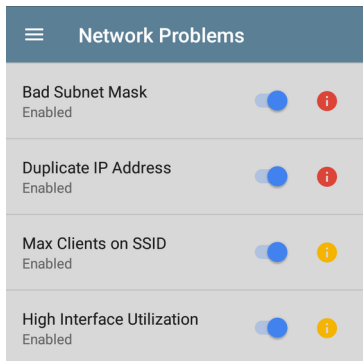 Network Problems
Bad Subnet Mask
Enabled
Duplicate IP Address
Enabled
Max Clients on SSID
Enabled
High Interface Utilization
Enabled